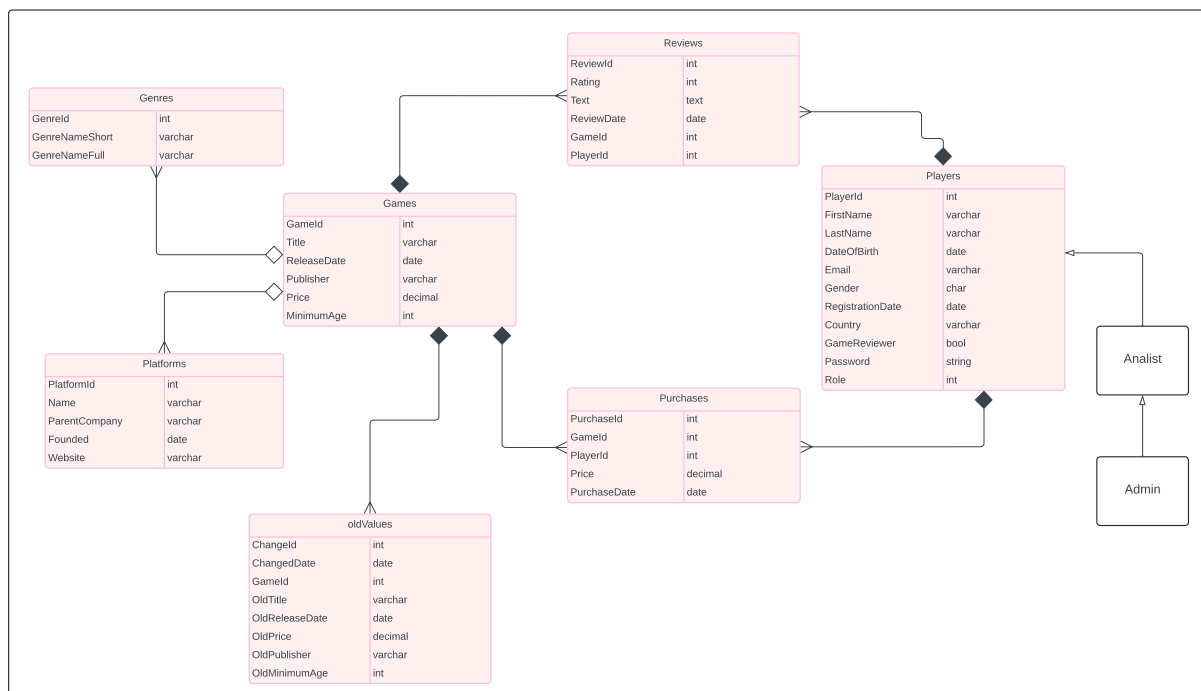 Reviews
ReviewId int
Rating int
Text text
ReviewDate date
GameId int
PlayerId int
Genres
GenreId int
GenreNameShort varchar
GenreNameFull varchar
Games
GameId int
Title varchar
ReleaseDate date
Publisher varchar
Price decimal
MinimumAge int
Players
PlayerId int
FirstName varchar
LastName varchar
DateOfBirth date
Email varchar
Gender char
RegistrationDate date
Country varchar
GameReviewer bool
Password string
Role int
Analist
Admin
Platforms
PlatformId int
Name varchar
ParentCompany varchar
Founded date
Website varchar
Purchases
PurchaseId int
GameId int
PlayerId int
Price decimal
PurchaseDate date
oldValues
ChangeId int
ChangedDate date
GameId int
OldTitle varchar
OldReleaseDate date
OldPrice decimal
OldPublisher varchar
OldMinimumAge int